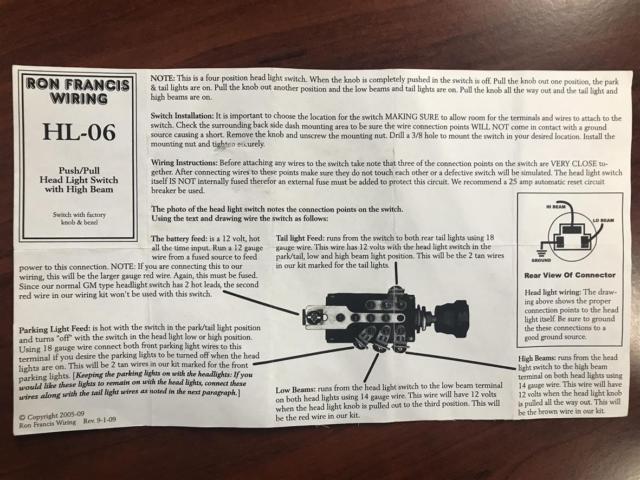 RON FRANCIS
WIRING
HL-06
Push/Pull
Head Light Switch
with High Beam
Switch with factory
knob & bezel
NOTE: This is a four position head light switch. When the knob is completely pushed in the switch is off. Pull the knob out one position, the park
& tail lights are on. Pull the knob out another position and the low beams and tail lights are on. Pull the knob all the way out and the tail light and
high beams are on.
Switch Installation: It is important to choose the location for the switch MAKING SURE to allow room for the terminals and wires to attach to the
switch. Check the surrounding back side dash mounting area to be sure the wire connection points WILL NOT come in contact with a ground
source causing a short. Remove the knob and unscrew the mounting nut. Drill a 3/8 hole to mount the switch in your desired location. Install the
mounting nut and tighten securely.
Wiring Instructions: Before attaching any wires to the switch take note that three of the connection points on the switch are VERY CLOSE to-
gether. After connecting wires to these points make sure they do not touch each other or a defective switch will be simulated. The head light switch
itself IS NOT internally fused therefor an external fuse must be added to protect this circuit. We recommend a 25 amp automatic reset circuit
breaker be used.
The photo of the head light switch notes the connection points on the switch.
Using the text and drawing wire the switch as follows:
The battery feed: is a 12 volt, hot
all the time input. Run a 12 gauge
wire from a fused source to feed
power to this connection. NOTE: If you are connecting this to our
wiring, this will be the larger gauge red wire. Again, this must be fused.
Since our normal GM type headlight switch has 2 hot leads, the second
red wire in our wiring kit won't be used with this switch.
Tail light Feed: runs from the switch to both rear tail lights using 18
gauge wire. This wire has 12 volts with the head light switch in the
park/tail, low and high beam light position. This will be the 2 tan wires
in our kit marked for the tail lights.
HI BEAM
LO BEAM
GROUND
Rear View Of Connector
Head light wiring: The draw-
ing above shows the proper
connection points to the head
light itself. Be sure to ground
the these connections to a
good ground source.
Parking Light Feed: is hot with the switch in the park/tail light position
and turns "off" with the switch in the head light low or high position.
Using 18 gauge wire connect both front parking light wires to this
terminal if you desire the parking lights to be turned off when the head
lights are on. This will be 2 tan wires in our kit marked for the front
parking lights. [Keeping the parking lights on with the headlights: If you
would like these lights to remain on with the head lights, connect these
wires along with the tail light wires as noted in the next paragraph.]
Low Beams: runs from the head light switch to the low beam terminal
on both head lights using 14 gauge wire. This wire will have 12 volts
when the head light knob is pulled out to the third position. This will
be the red wire in our kit.
High Beams: runs from the head
light switch to the high beam
terminal on both head lights using
14 gauge wire. This wire will have
12 volts when the head light knob
is pulled all the way out. This will
be the brown wire in our kit.
© Copyright 2005-09
Ron Francis Wiring Rev. 9-1-09